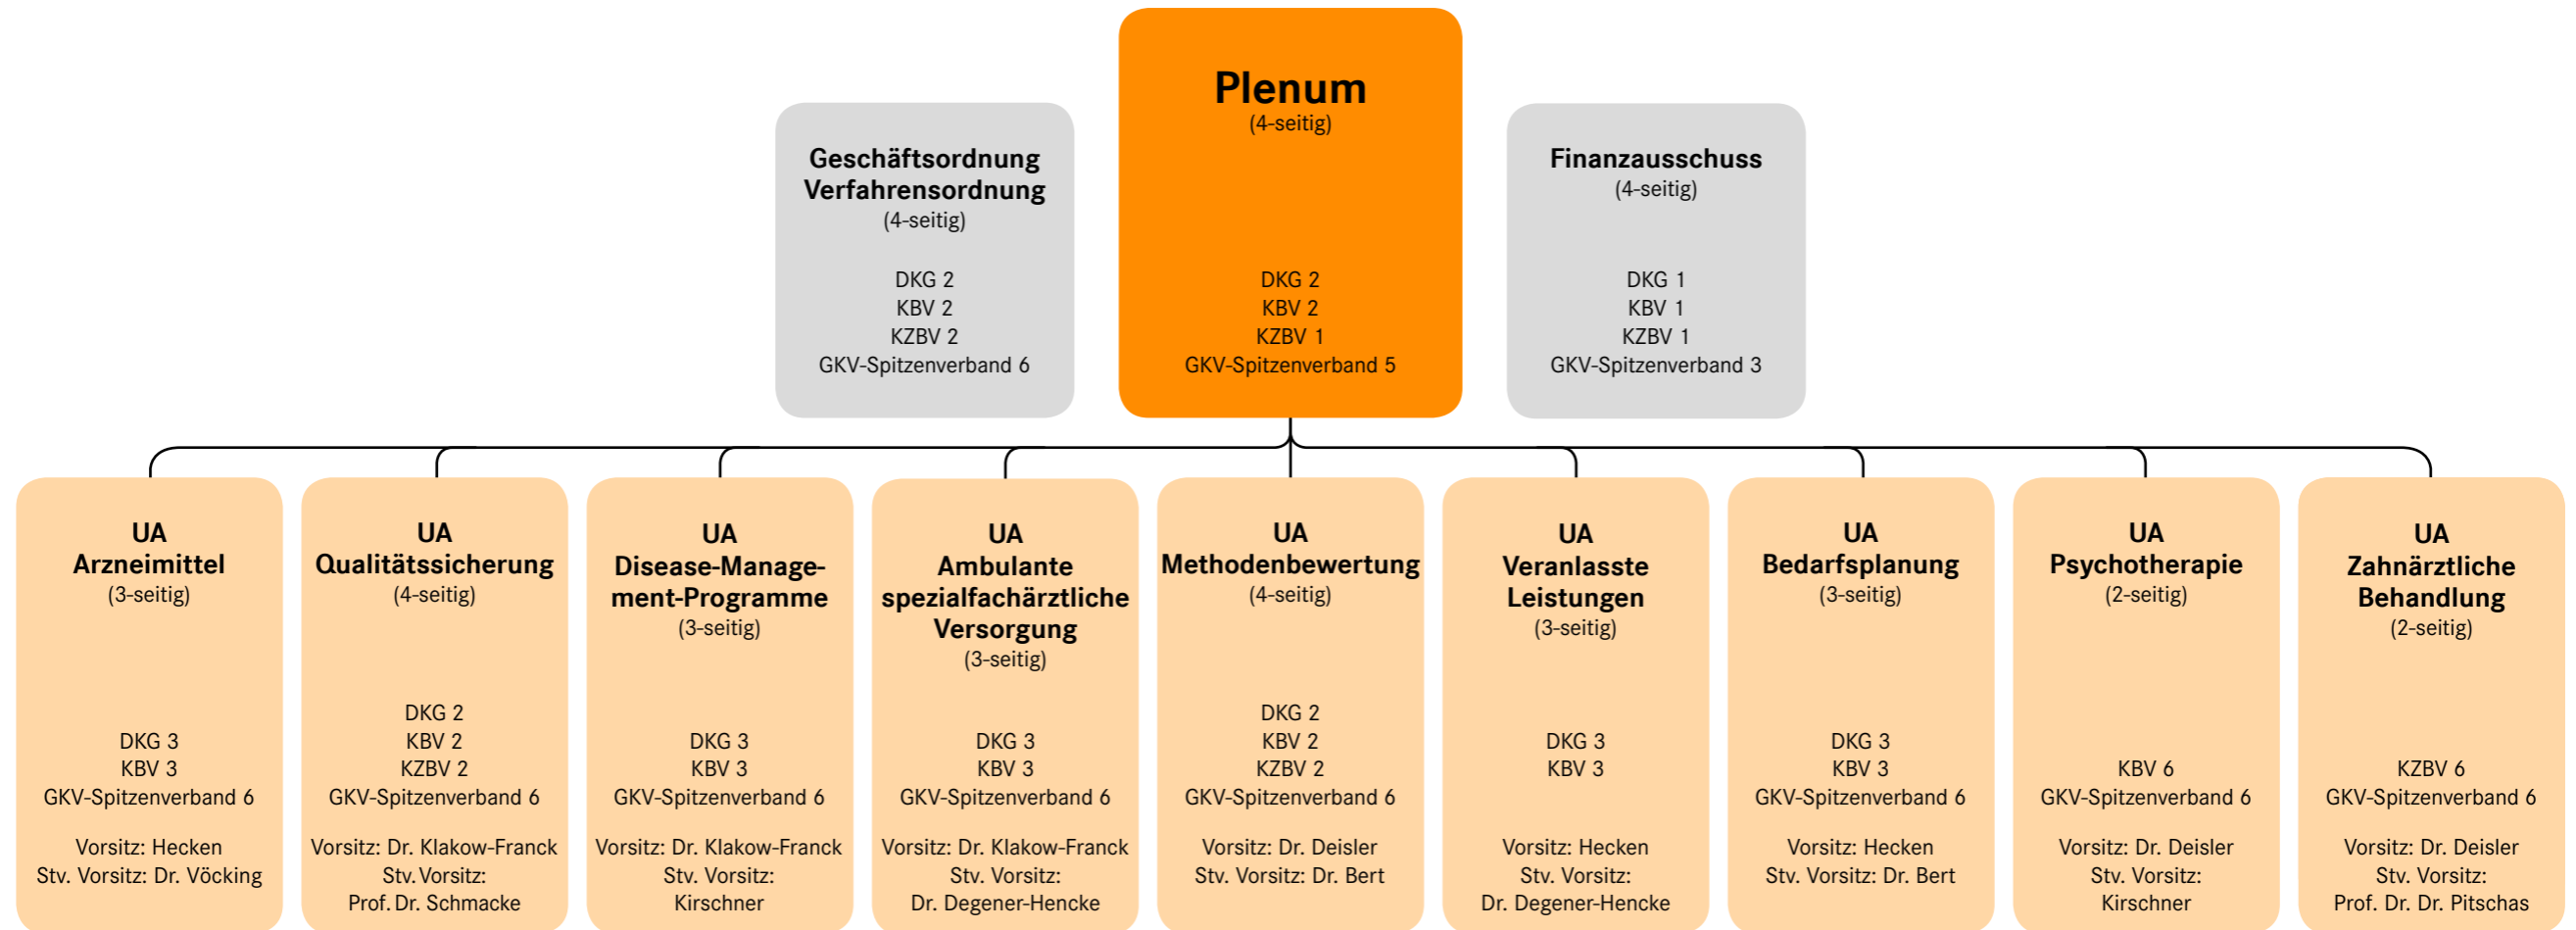 Plenum
(4-seitig)
DKG 2
KBV 2
KZBV 1
GKV-Spitzenverband 5
Geschäftsordnung
Verfahrensordnung
(4-seitig)
DKG 2
KBV 2
KZBV 2
GKV-Spitzenverband 6
Finanzausschuss
(4-seitig)
DKG 1
KBV 1
KZBV 1
GKV-Spitzenverband 3
UA
Arzneimittel
(3-seitig)
DKG 3
KBV 3
GKV-Spitzenverband 6
Vorsitz: Hecken
Stv. Vorsitz: Dr. Vöcking
UA
Qualitätssicherung
(4-seitig)
DKG 2
KBV 2
KZBV 2
GKV-Spitzenverband 6
Vorsitz: Dr. Klakow-Franck
Stv. Vorsitz:
Prof. Dr. Schmacke
UA
Disease-Manage-
ment-Programme
(3-seitig)
DKG 3
KBV 3
GKV-Spitzenverband 6
Vorsitz: Dr. Klakow-Franck
Stv. Vorsitz:
Kirschner
UA
Ambulante
spezialfachärztliche
Versorgung
(3-seitig)
DKG 3
KBV 3
GKV-Spitzenverband 6
Vorsitz: Dr. Klakow-Franck
Stv. Vorsitz:
Dr. Degener-Hencke
UA
Methodenbewertung
(4-seitig)
DKG 2
KBV 2
KZBV 2
GKV-Spitzenverband 6
Vorsitz: Dr. Deisler
Stv. Vorsitz: Dr. Bert
UA
Veranlasste
Leistungen
(3-seitig)
DKG 3
KBV 3
Vorsitz: Hecken
Stv. Vorsitz:
Dr. Degener-Hencke
UA
Bedarfsplanung
(3-seitig)
DKG 3
KBV 3
GKV-Spitzenverband 6
Vorsitz: Hecken
Stv. Vorsitz: Dr. Bert
UA
Psychotherapie
(2-seitig)
KBV 6
GKV-Spitzenverband 6
Vorsitz: Dr. Deisler
Stv. Vorsitz:
Kirschner
UA
Zahnärztliche
Behandlung
(2-seitig)
KZBV 6
GKV-Spitzenverband 6
Vorsitz: Dr. Deisler
Stv. Vorsitz:
Prof. Dr. Dr. Pitschas